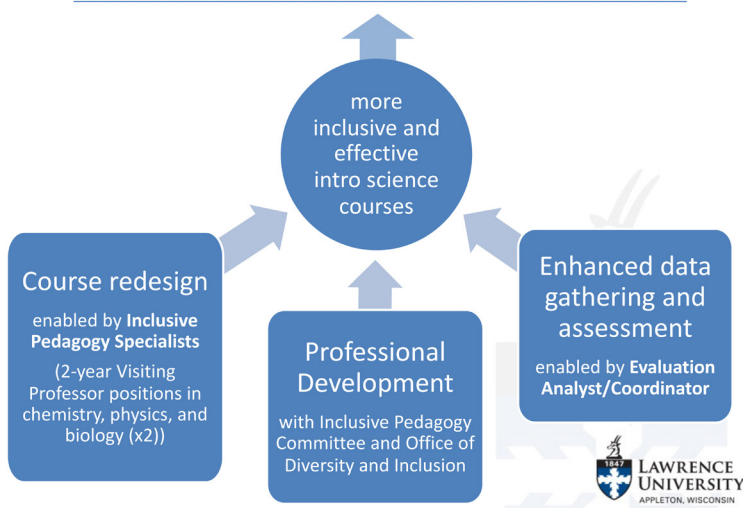 more
inclusive and
effective
intro science
courses
Course redesign
enabled by Inclusive
Pedagogy Specialists
(2-year Visiting
Professor positions in
chemistry, physics, and
biology (x2))
Professional
Development
with Inclusive Pedagogy
Committee and Office of
Diversity and Inclusion
Enhanced data
gathering and
assessment
enabled by Evaluation
Analyst/Coordinator
1847
LAWRENCE
UNIVERSITY
APPLETON, WISCONSIN